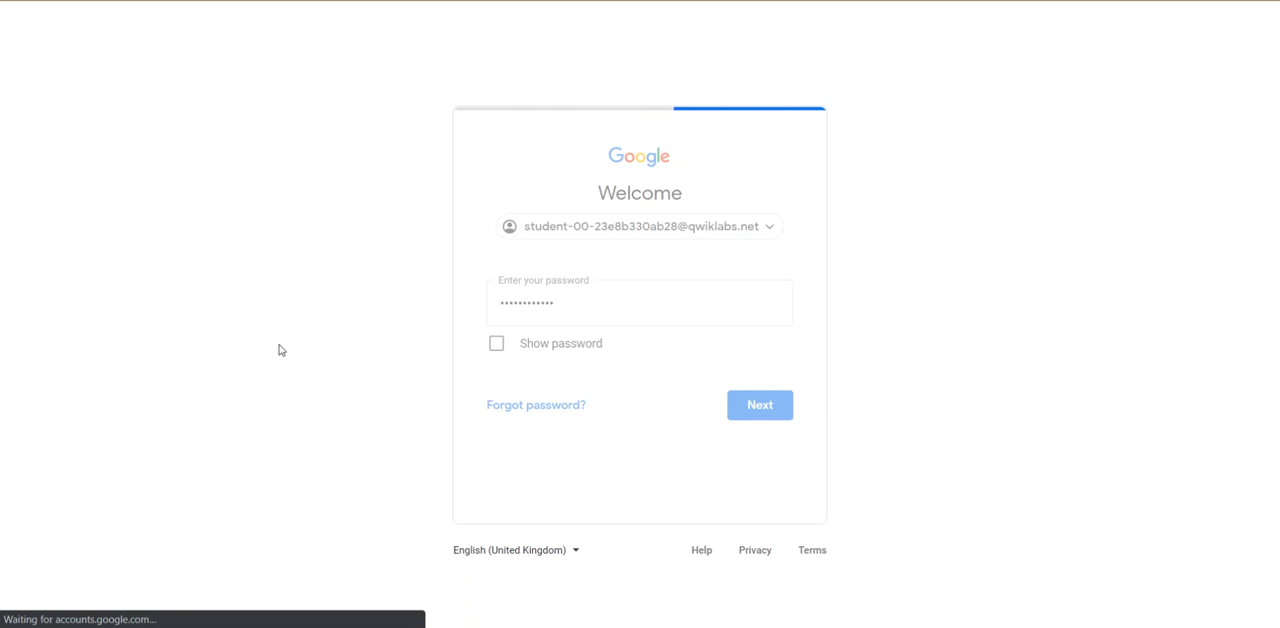 Google
Welcome
student-00-23e8b330ab28@qwiklabs.net
Enter your password
••••••••••••
Show password
Forgot password?
Next
English (United Kingdom)
Help
Privacy
Terms
Waiting for accounts.google.com...